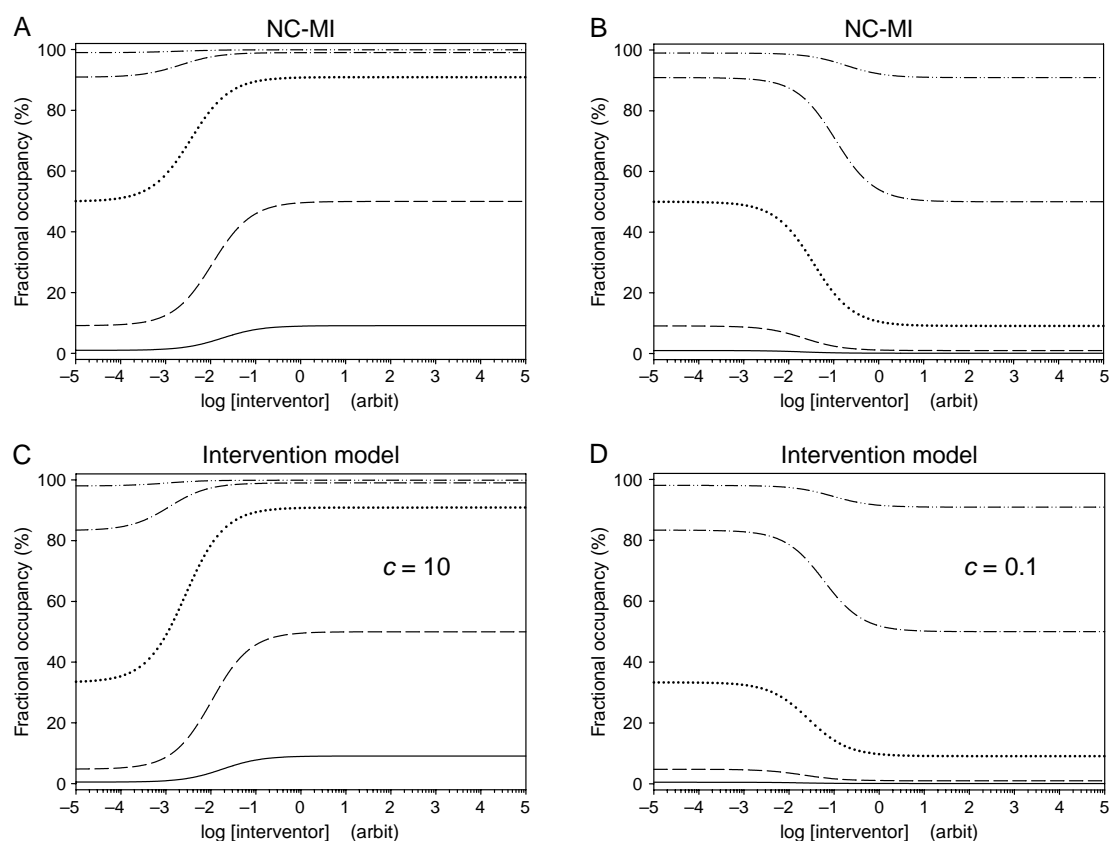 A
NC-MI
Fractional occupancy (%)
100
80
60
40
20
0
–5 –4 –3 –2 –1 0 1 2 3 4 5
log [interventor] (arbit)
B
NC-MI
Fractional occupancy (%)
100
80
60
40
20
0
–5 –4 –3 –2 –1 0 1 2 3 4 5
log [interventor] (arbit)
C
Intervention model
Fractional occupancy (%)
100
80
60
40
20
0
c = 10
–5 –4 –3 –2 –1 0 1 2 3 4 5
log [interventor] (arbit)
D
Intervention model
Fractional occupancy (%)
100
80
60
40
20
0
c = 0.1
–5 –4 –3 –2 –1 0 1 2 3 4 5
log [interventor] (arbit)